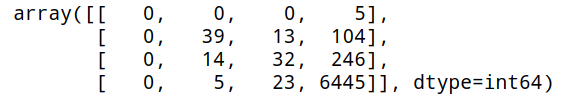 array([[   0,    0,    0,    5],
       [   0,   39,   13,  104],
       [   0,   14,   32,  246],
       [   0,    5,   23, 6445]], dtype=int64)